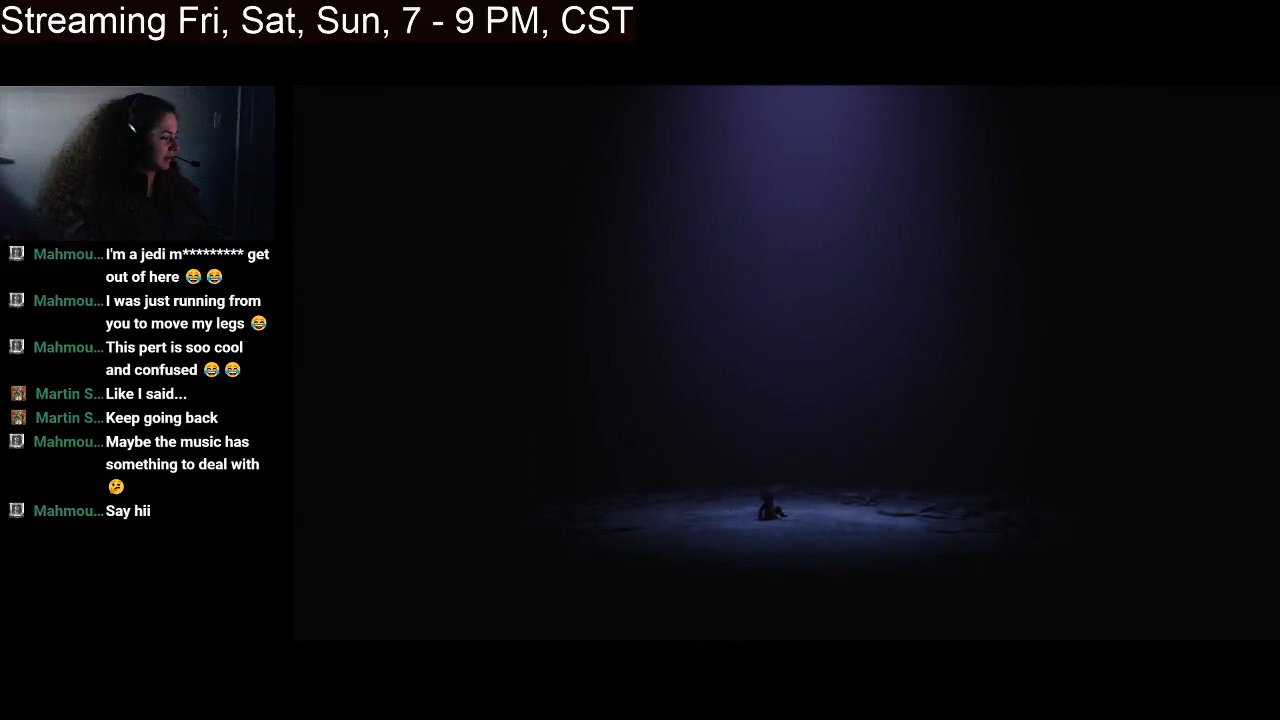 Streaming Fri, Sat, Sun, 7 - 9 PM, CST
Mahmou... I'm a jedi m********* get
out of here 😂 😂
Mahmou... I was just running from
you to move my legs 😂
Mahmou... This pert is soo cool
and confused 😂 😂
Martin S... Like I said...
Martin S... Keep going back
Mahmou... Maybe the music has
something to deal with
🤔
Mahmou... Say hii